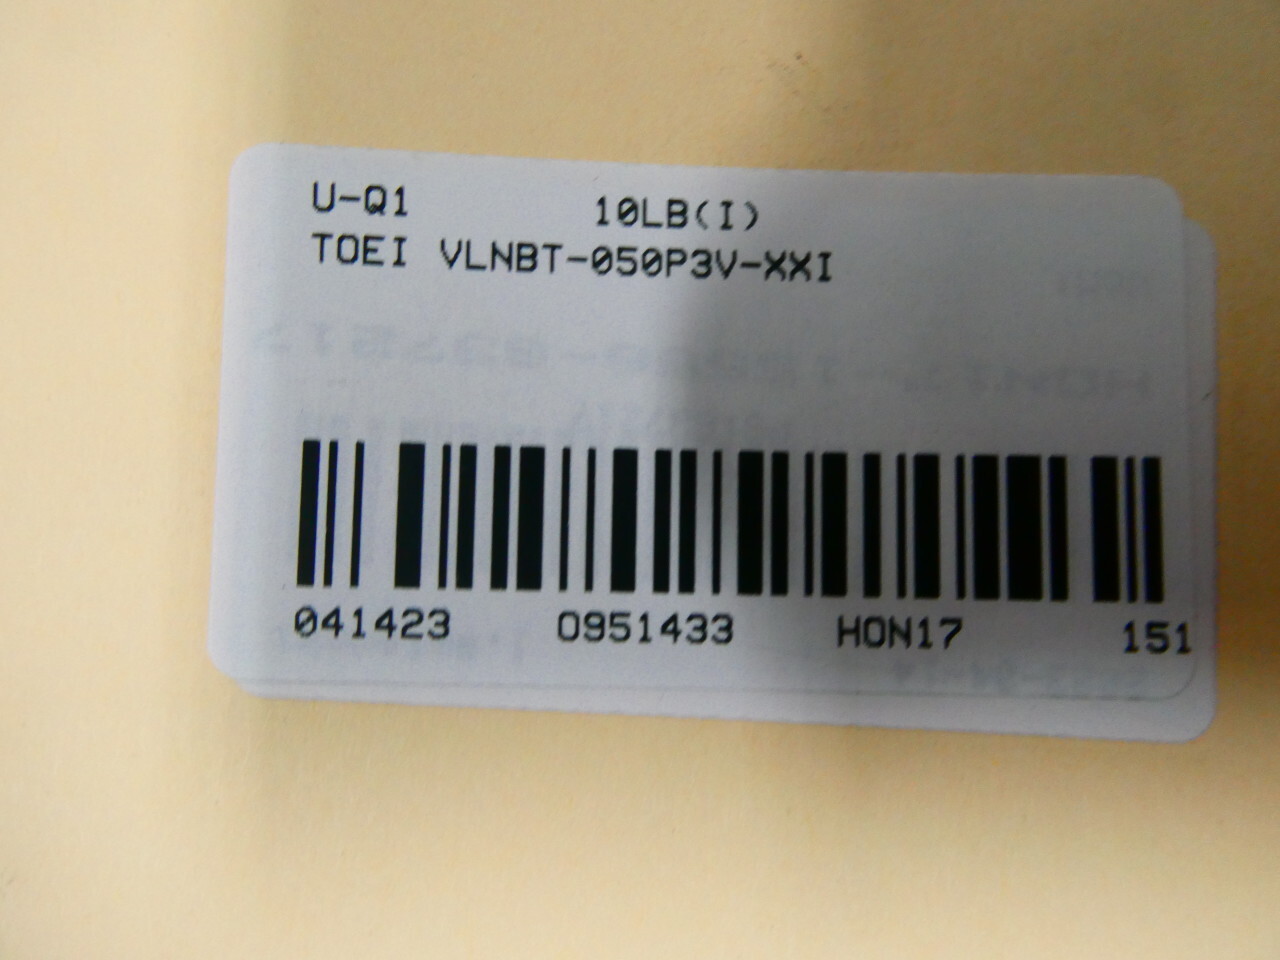 U-Q1 10LB(I)
TOEI VLNBT-050P3V-XXI
041423 0951433 HON17 151